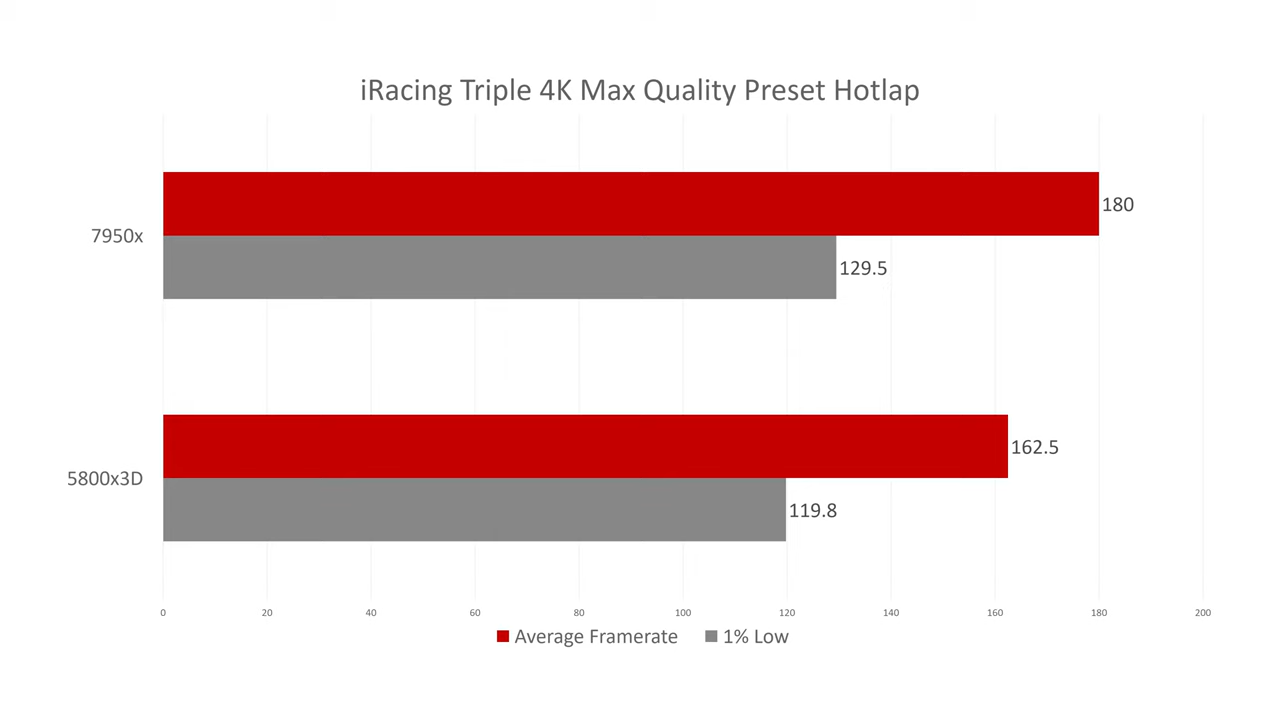 iRacing Triple 4K Max Quality Preset Hotlap
180
7950x
129.5
162.5
5800x3D
119.8
0 20 40 60 80 100 120 140 160 180 200
Average Framerate 1% Low